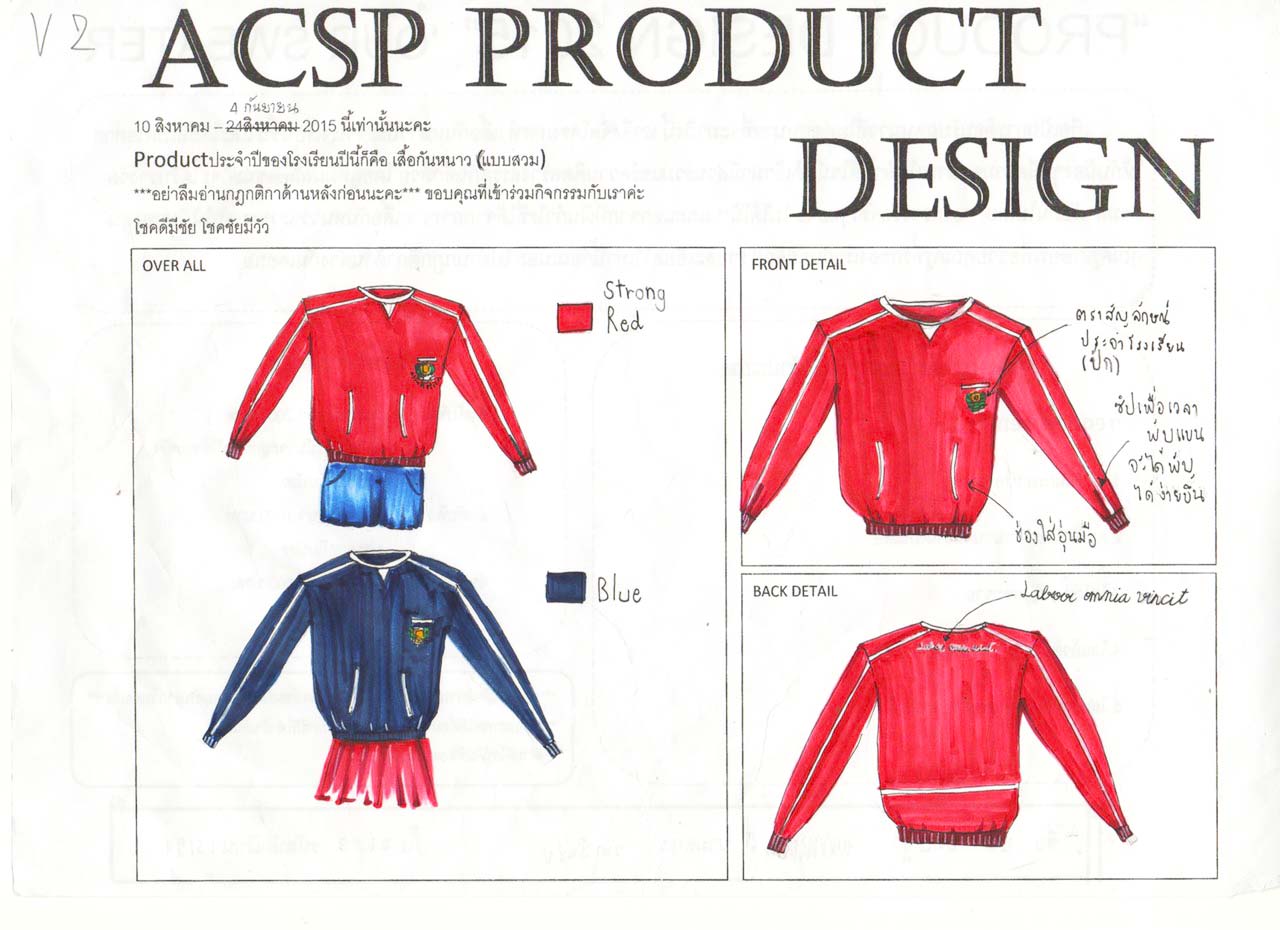 V 2
ACSP PRODUCT
DESIGN
4 กันยายน
10 สิงหาคม – 24สิงหาคม 2015 นี้เท่านั้นนะคะ
Productประจำปีของโรงเรียนปีนี้ก็คือ เสื้อกันหนาว (แบบสวม)
***อย่าลืมอ่านกฎกติกาด้านหลังก่อนนะคะ*** ขอบคุณที่เข้าร่วมกิจกรรมกับเราค่ะ
โชคดีมีชัย โชคชัยมีวัว
OVER ALL
Strong
Red
Blue
FRONT DETAIL
ตราสัญลักษณ์
ประจำโรงเรียน
(ปัก)
ซิปเพื่อเวลา
พับแขน
จะได้พับ
ได้ง่ายขึ้น
ช่องใส่อุ่นมือ
BACK DETAIL
Labour omnia vincit